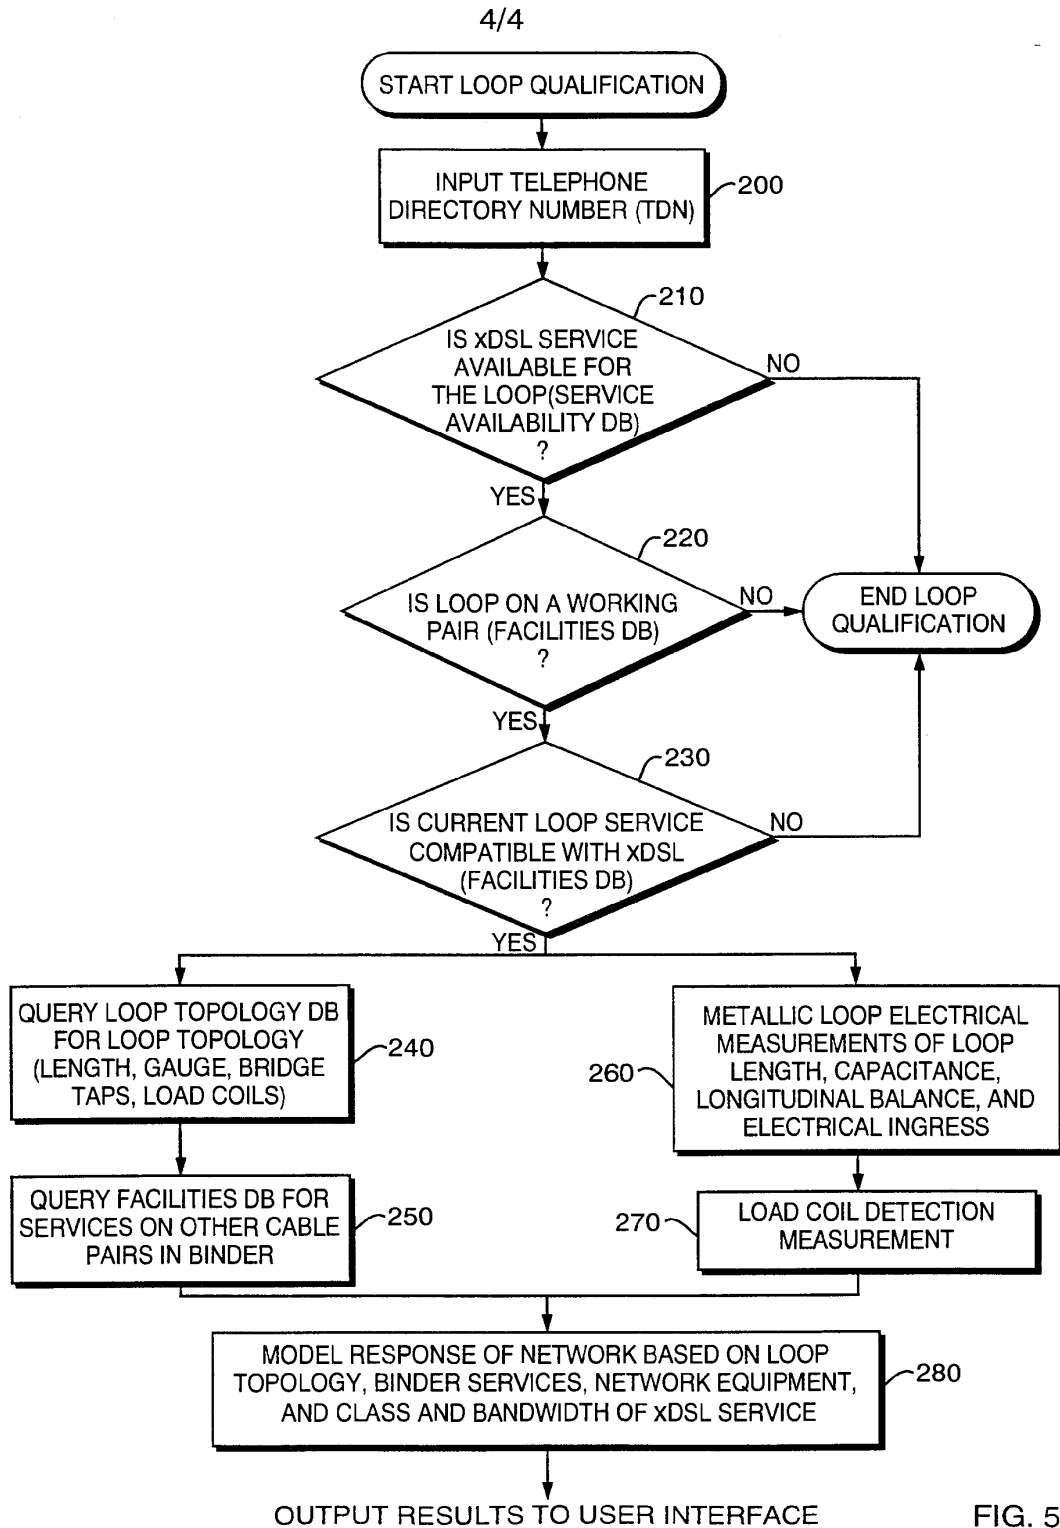 4/4
START LOOP QUALIFICATION
INPUT TELEPHONE
DIRECTORY NUMBER (TDN)
200
210
IS xDSL SERVICE
AVAILABLE FOR
THE LOOP(SERVICE
AVAILABILITY DB)
?
NO
YES
220
IS LOOP ON A WORKING
PAIR (FACILITIES DB)
?
NO
END LOOP
QUALIFICATION
YES
230
IS CURRENT LOOP SERVICE
COMPATIBLE WITH xDSL
(FACILITIES DB)
?
NO
YES
QUERY LOOP TOPOLOGY DB
FOR LOOP TOPOLOGY
(LENGTH, GAUGE, BRIDGE
TAPS, LOAD COILS)
240
260
METALLIC LOOP ELECTRICAL
MEASUREMENTS OF LOOP
LENGTH, CAPACITANCE,
LONGITUDINAL BALANCE, AND
ELECTRICAL INGRESS
QUERY FACILITIES DB FOR
SERVICES ON OTHER CABLE
PAIRS IN BINDER
250
270
LOAD COIL DETECTION
MEASUREMENT
MODEL RESPONSE OF NETWORK BASED ON LOOP
TOPOLOGY, BINDER SERVICES, NETWORK EQUIPMENT,
AND CLASS AND BANDWIDTH OF xDSL SERVICE
280
OUTPUT RESULTS TO USER INTERFACE
FIG. 5